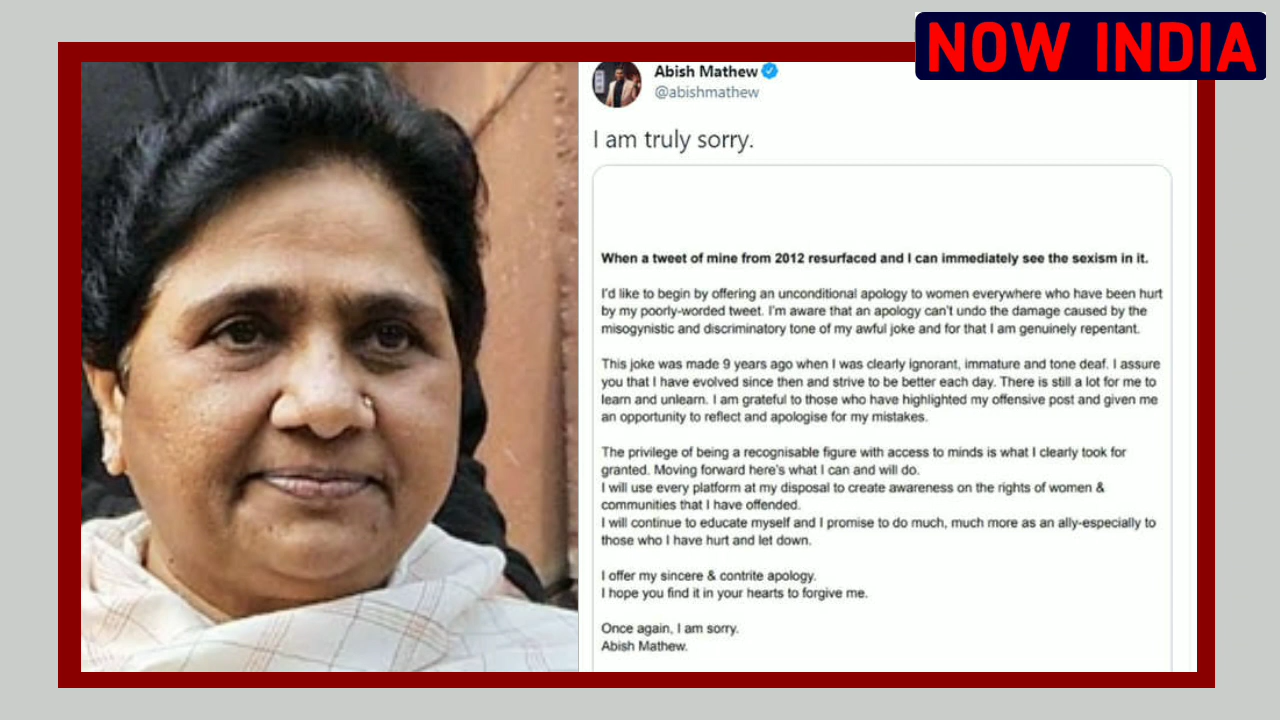 NOW INDIA
Abish Mathew
@abishmathew
I am truly sorry.
When a tweet of mine from 2012 resurfaced and I can immediately see the sexism in it.
I'd like to begin by offering an unconditional apology to women everywhere who have been hurt
by my poorly-worded tweet. I'm aware that an apology can't undo the damage caused by the
misogynistic and discriminatory tone of my awful joke and for that I am genuinely repentant.
This joke was made 9 years ago when I was clearly ignorant, immature and tone deaf. I assure
you that I have evolved since then and strive to be better each day. There is still a lot for me to
learn and unlearn. I am grateful to those who have highlighted my offensive post and given me
an opportunity to reflect and apologise for my mistakes.
The privilege of being a recognisable figure with access to minds is what I clearly took for
granted. Moving forward here's what I can and will do.
I will use every platform at my disposal to create awareness on the rights of women &
communities that I have offended.
I will continue to educate myself and I promise to do much, much more as an ally-especially to
those who I have hurt and let down.
I offer my sincere & contrite apology.
I hope you find it in your hearts to forgive me.
Once again, I am sorry.
Abish Mathew.